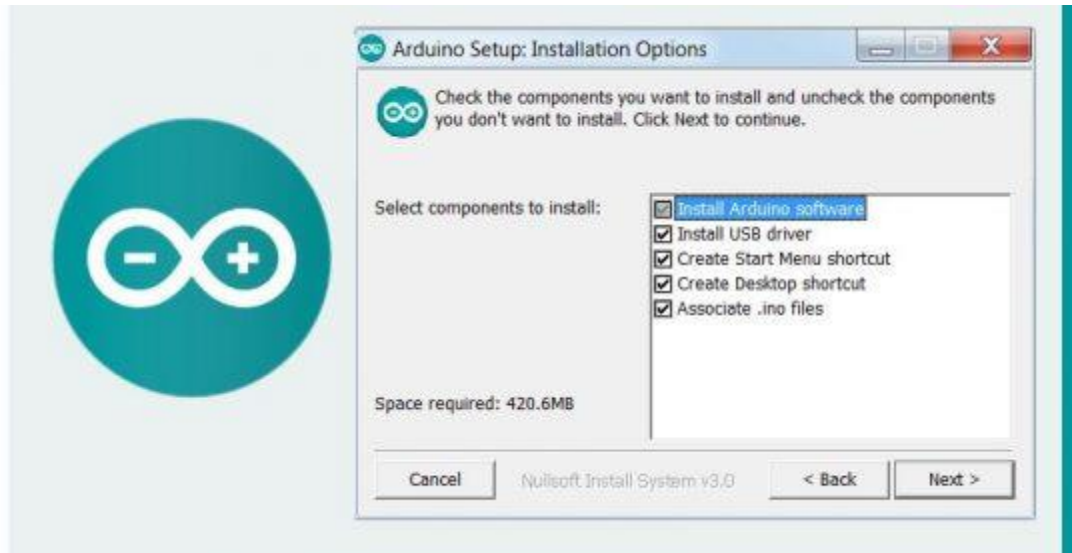 Arduino Setup: Installation Options
Check the components you want to install and uncheck the components
you don't want to install. Click Next to continue.
Select components to install:
Install Arduino software
Install USB driver
Create Start Menu shortcut
Create Desktop shortcut
Associate .ino files
Space required: 420.6MB
Cancel
Nullsoft Install System v3.0
< Back
Next >